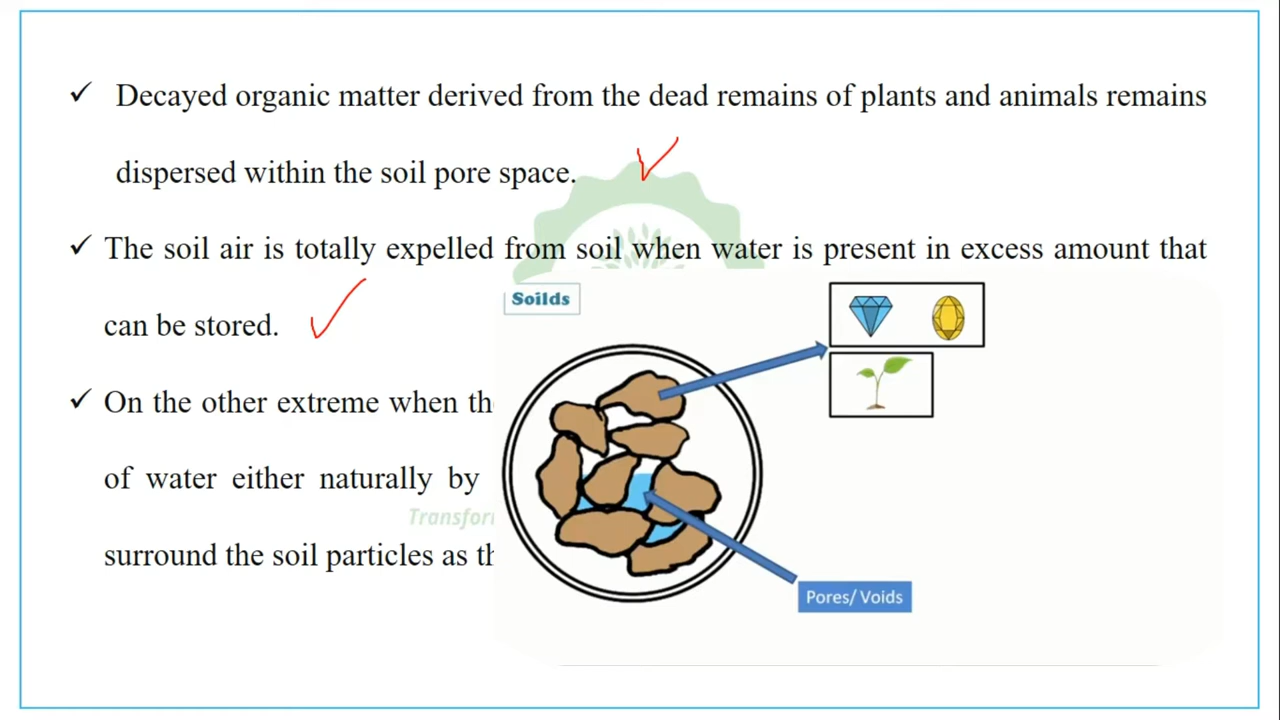 ✓ Decayed organic matter derived from the dead remains of plants and animals remains
dispersed within the soil pore space.
✓ The soil air is totally expelled from soil when water is present in excess amount that
can be stored.
Soilds
✓ On the other extreme when
of water either naturally by
Transfor
surround the soil particles as
Pores/ Voids